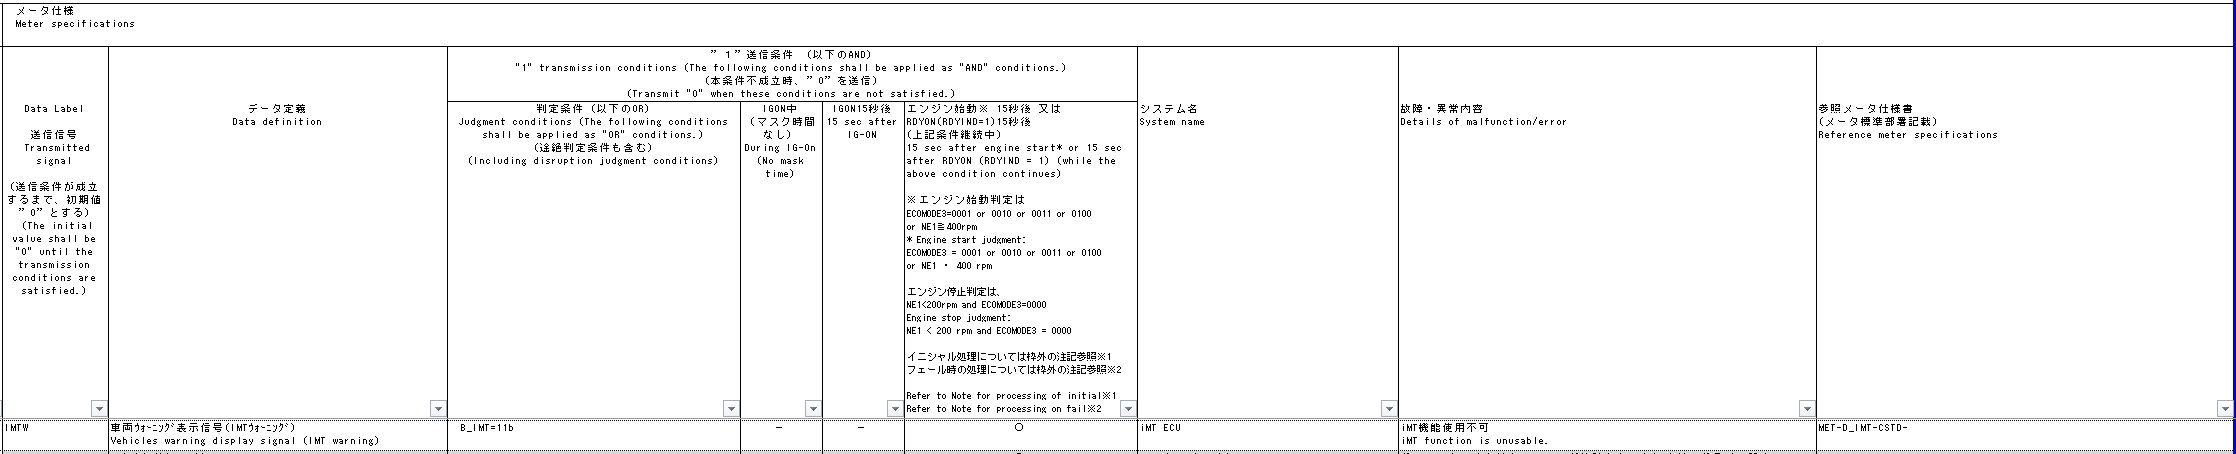 メータ仕様
Meter specifications
” 1 ” 送信条件 (以下のAND)
"1" transmission conditions (The following conditions shall be applied as "AND" conditions.)
(本条件不成立時、” 0” を送信)
(Transmit "0" when these conditions are not satisfied.)
Data Label
送信信号
Transmitted
signal
(送信条件が成立
するまで、初期値
” 0” とする)
(The initial
value shall be
"0" until the
transmission
conditions are
satisfied.)
データ定義
Data definition
判定条件 (以下のOR)
Judgment conditions (The following conditions
shall be applied as "OR" conditions.)
(途絶判定条件も含む)
(Including disruption judgment conditions)
IGON中
(マスク時間
なし)
During IG-On
(No mask
time)
IGON15秒後
15 sec after
IG-ON
エンジン始動※ 15秒後 又は
RDYON(RDYIND=1)15秒後
(上記条件継続中)
15 sec after engine start* or 15 sec
after RDYON (RDYIND = 1) (while the
above condition continues)
※エンジン始動判定は
ECOMODE3=0001 or 0010 or 0011 or 0100
or NE1≧400rpm
* Engine start judgment:
ECOMODE3 = 0001 or 0010 or 0011 or 0100
or NE1 ・ 400 rpm
エンジン停止判定は、
NE1<200rpm and ECOMODE3=0000
Engine stop judgment:
NE1 < 200 rpm and ECOMODE3 = 0000
イニシャル処理については枠外の注記参照※1
フェール時の処理については枠外の注記参照※2
Refer to Note for processing of initial※1
Refer to Note for processing on fail※2
システム名
System name
故障・異常内容
Details of malfunction/error
参照メータ仕様書
(メータ標準部署記載)
Reference meter specifications
IMTW
車両ｳｫｰﾆﾝｸﾞ表示信号(IMTｳｫｰﾆﾝｸﾞ)
Vehicles warning display signal (IMT warning)
B_IMT=11b
－
－
○
iMT ECU
iMT機能使用不可
iMT function is unusable.
MET-D_IMT-CSTD-